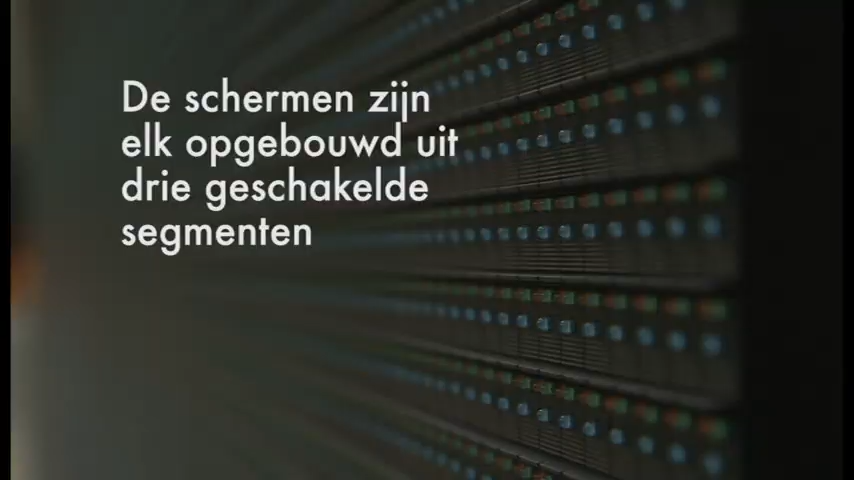 De schermen zijn
elk opgebouwd uit
drie geschakelde
segmenten